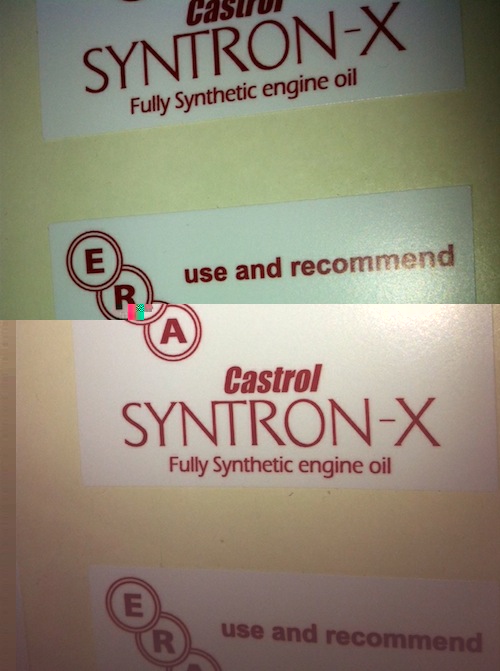 Castrol
SYNTRON-X
Fully Synthetic engine oil
E
R
A
use and recommend
Castrol
SYNTRON-X
Fully Synthetic engine oil
E
R
A
use and recommend